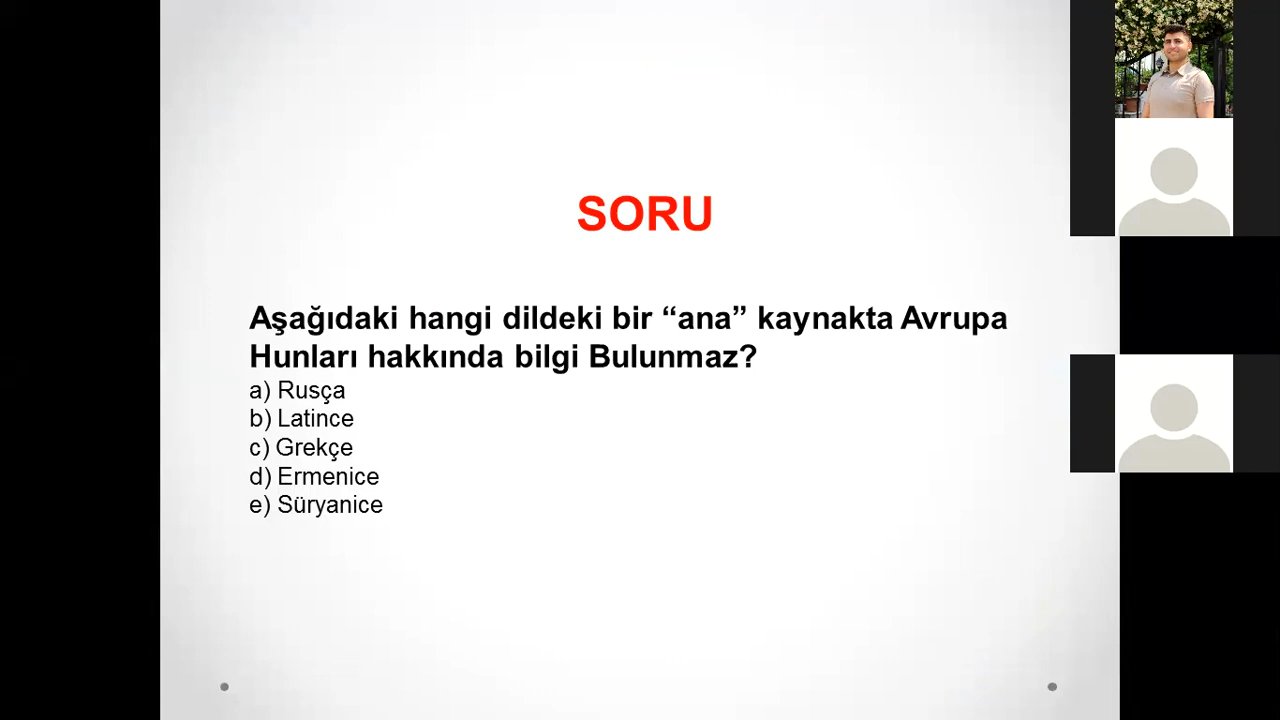 SORU
Aşağıdaki hangi dildeki bir “ana” kaynakta Avrupa
Hunları hakkında bilgi Bulunmaz?
a) Rusça
b) Latince
c) Grekçe
d) Ermenice
e) Süryanice